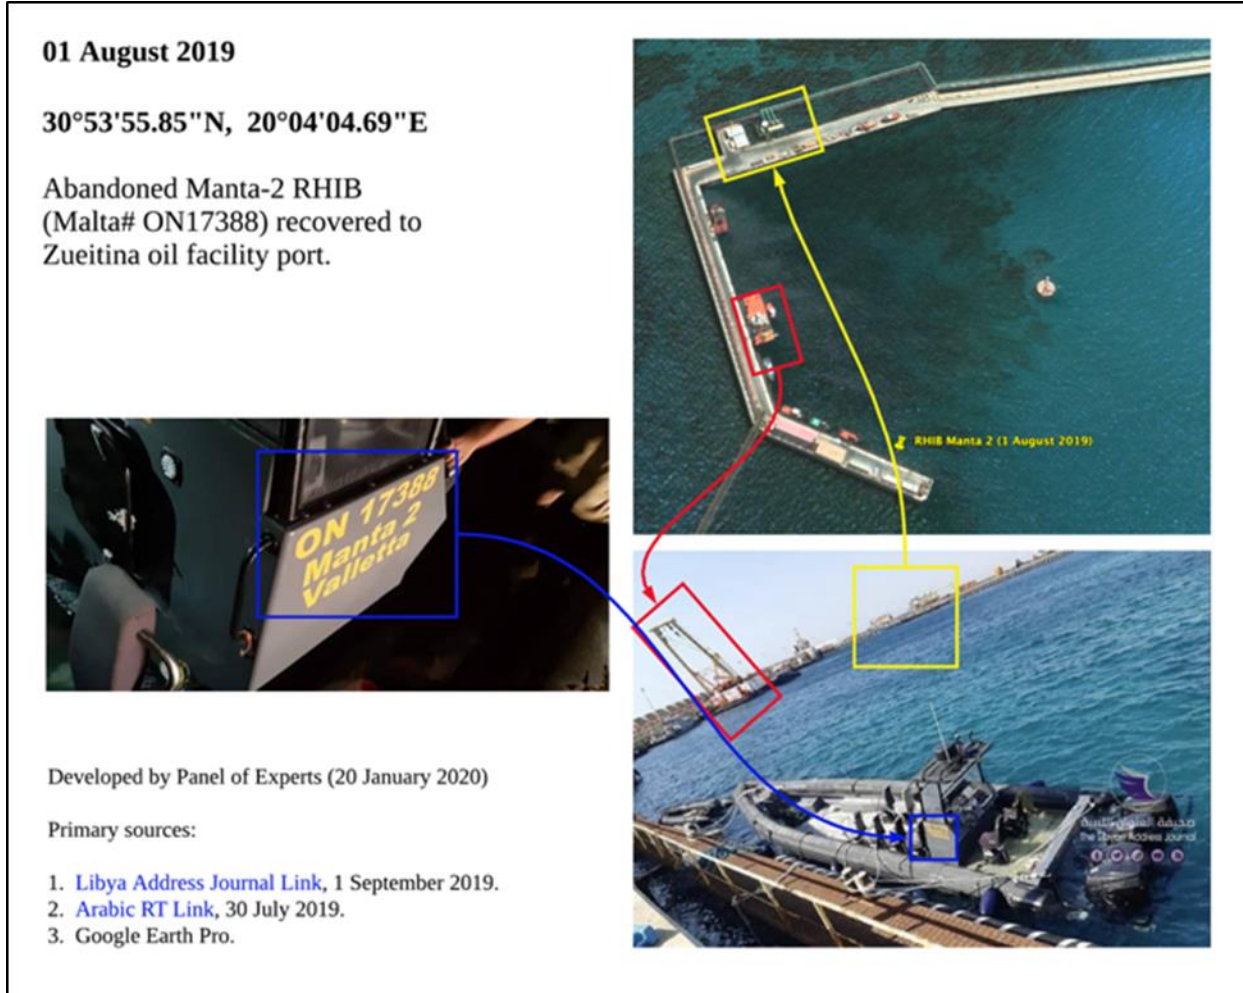 01 August 2019
30°53'55.85"N, 20°04'04.69"E
Abandoned Manta-2 RHIB
(Malta# ON17388) recovered to
Zueitina oil facility port.
RHIB Manta 2 (1 August 2019)
ON 17388
Manta 2
Valletta
صحيفة العنوان الليبية
The Libyan Address Journal
Developed by Panel of Experts (20 January 2020)
Primary sources:
1. Libya Address Journal Link, 1 September 2019.
2. Arabic RT Link, 30 July 2019.
3. Google Earth Pro.